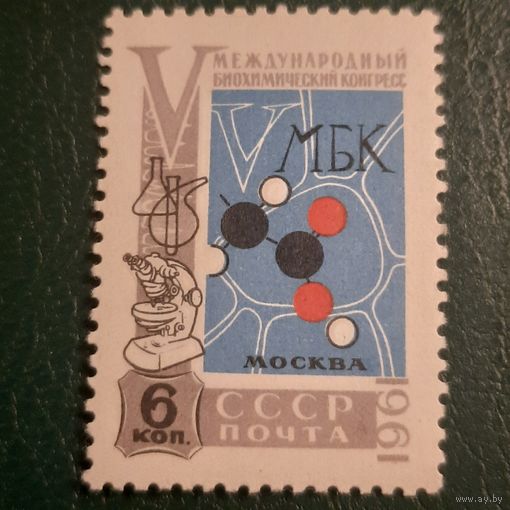 V МЕЖДУНАРОДНЫЙ
БИОХИМИЧЕСКИЙ КОНГРЕСС
V МБК
МОСКВА
6
КОП.
СССР
ПОЧТА
1961
www.ay.by